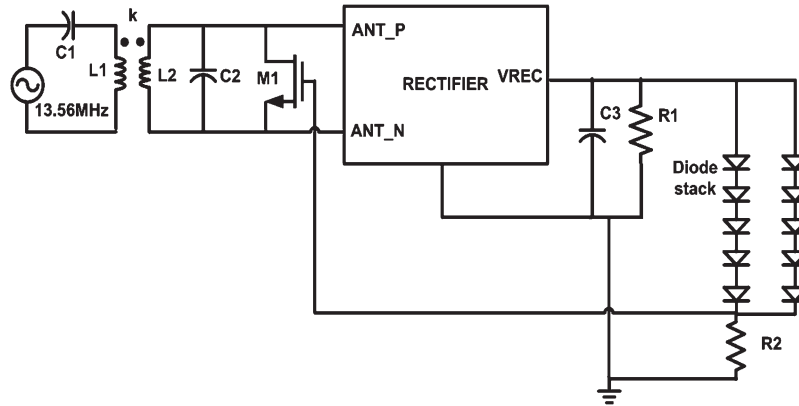 k
C1
L1
L2
C2
M1
13.56MHz
ANT_P
RECTIFIER
VREC
ANT_N
C3
R1
Diode
stack
R2